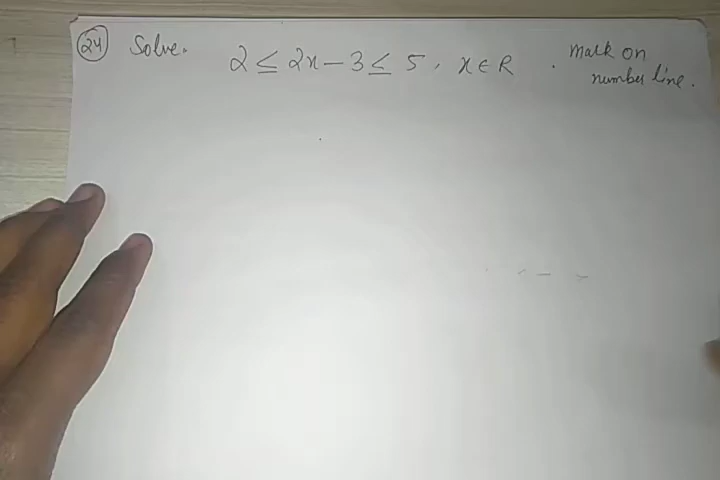 24 Solve. 2 ≤ 2x - 3 ≤ 5, x ∈ R . mark on
number line.